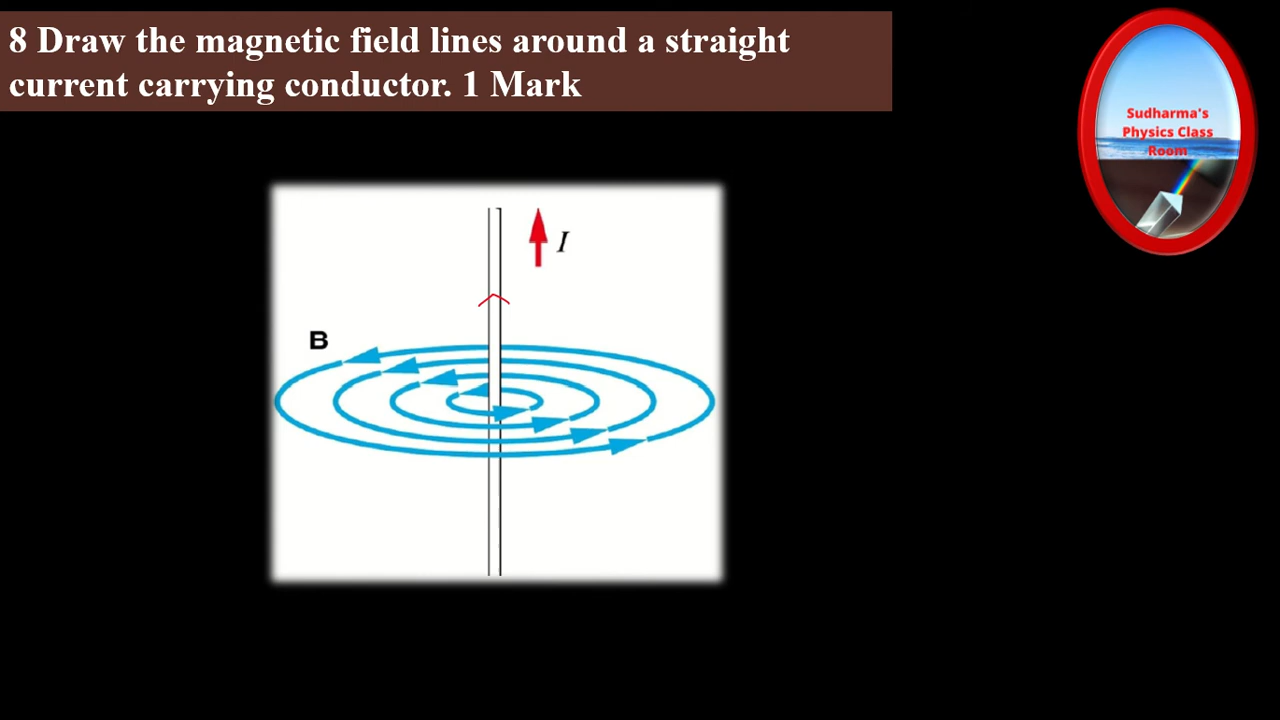 8 Draw the magnetic field lines around a straight
current carrying conductor. 1 Mark
Sudharma's
Physics Class
Room
I
B